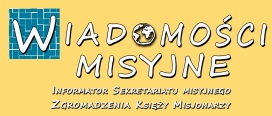 WIADOMOŚCI
MISYJNE
INFORMATOR SEKRETARIATU MISYJNEGO
ZGROMADZENIA KSIĘŻY MISJONARZY